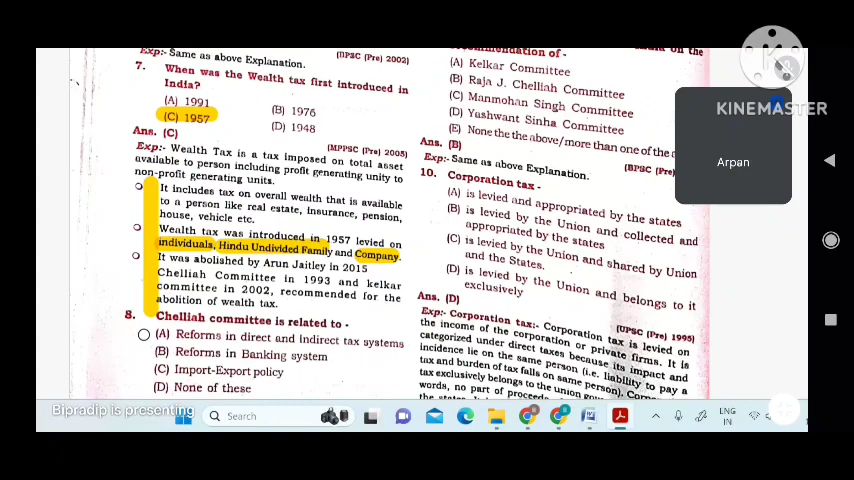 Exp:- Same as above Explanation.
(BPSC (Pre) 2002)
7. When was the Wealth tax first introduced in
India?
(A) 1991
(B) 1976
(C) 1957
(D) 1948
Ans. (C)
(MPPSC (Pre) 2005)
Exp:- Wealth Tax is a tax imposed on total asset
available to person including profit generating unity to
non-profit generating units.
It includes tax on overall wealth that is available
to a person like real estate, insurance, pension,
house, vehicle etc.
Wealth tax was introduced in 1957 levied on
individuals, Hindu Undivided Family and Company.
It was abolished by Arun Jaitley in 2015
Chelliah Committee in 1993 and kelkar
committee in 2002, recommended for the
abolition of wealth tax.
8. Chelliah committee is related to -
(A) Reforms in direct and Indirect tax systems
(B) Reforms in Banking system
(C) Import-Export policy
(D) None of these
on the
recommendation of -
(A) Kelkar Committee
(B) Raja J. Chelliah Committee
(C) Manmohan Singh Committee
(D) Yashwant Sinha Committee
(E) None the the above/more than one of the
Ans. (B)
(BPSC (Pre)
Exp:- Same as above Explanation.
10. Corporation tax -
(A) is levied and appropriated by the states
(B) is levied by the Union and collected and
appropriated by the states
(C) is levied by the Union and shared by Union
and the States.
(D) is levied by the Union and belongs to it
exclusively
Ans. (D)
(UPSC (Pre) 1995)
Exp:- Corporation tax:- Corporation tax is levied on
the income of the corporation or private firms. It is
categorized under direct taxes because its impact and
incidence lie on the same person (i.e. liability to pay a
tax and burden of tax falls on same person).
tax exclusively belongs to the union
words, no part of proceeds
the states.
KINEMASTER
Arpan
Bipradip is presenting
Search
ENG
IN